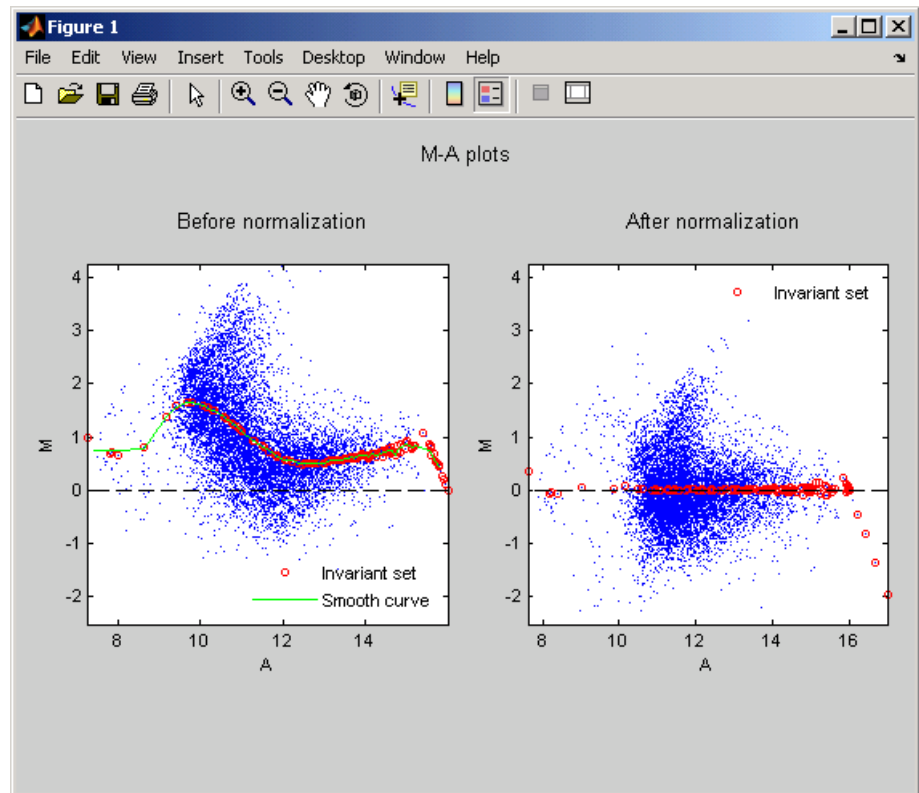 Figure 1
File Edit View Insert Tools Desktop Window Help
M-A plots
Before normalization
4
3
2
1
0
-1
-2
M
8 10 12 14
A
Invariant set
Smooth curve
After normalization
4
3
2
1
0
-1
-2
M
8 10 12 14 16
A
Invariant set